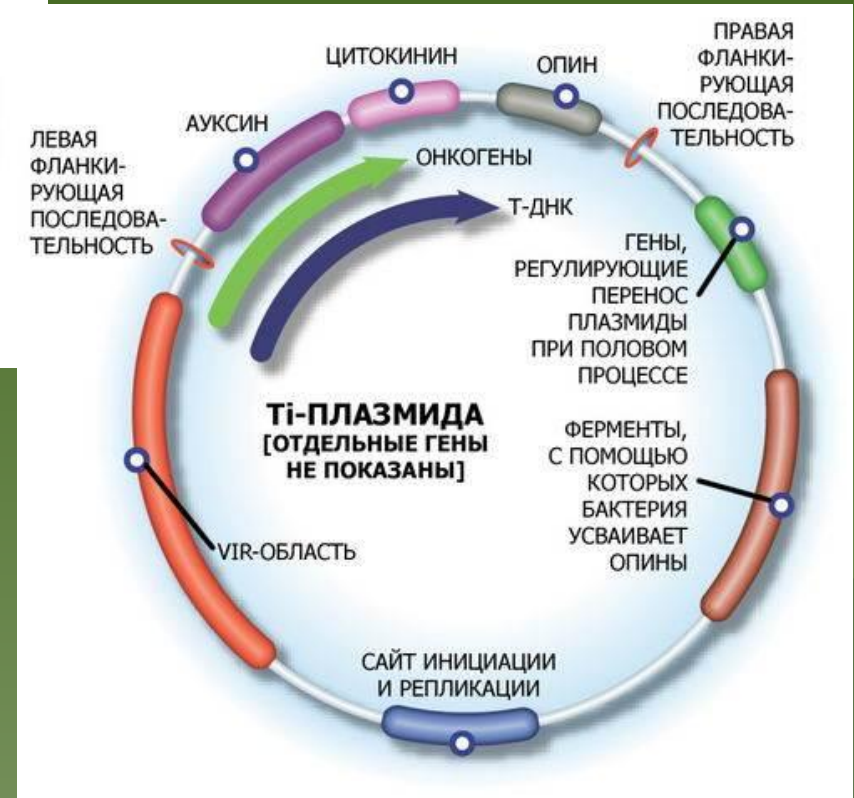 ЦИТОКИНИН
ОПИН
ПРАВАЯ
ФЛАНКИ-
РУЮЩАЯ
ПОСЛЕДОВА-
ТЕЛЬНОСТЬ
АУКСИН
ЛЕВАЯ
ФЛАНКИ-
РУЮЩАЯ
ПОСЛЕДОВА-
ТЕЛЬНОСТЬ
ОНКОГЕНЫ
Т-ДНК
ГЕНЫ,
РЕГУЛИРУЮЩИЕ
ПЕРЕНОС
ПЛАЗМИДЫ
ПРИ ПОЛОВОМ
ПРОЦЕССЕ
Ti-ПЛАЗМИДА
[ОТДЕЛЬНЫЕ ГЕНЫ
НЕ ПОКАЗАНЫ]
ФЕРМЕНТЫ,
С ПОМОЩЬЮ
КОТОРЫХ
БАКТЕРИЯ
УСВАИВАЕТ
ОПИНЫ
VIR-ОБЛАСТЬ
САЙТ ИНИЦИАЦИИ
И РЕПЛИКАЦИИ